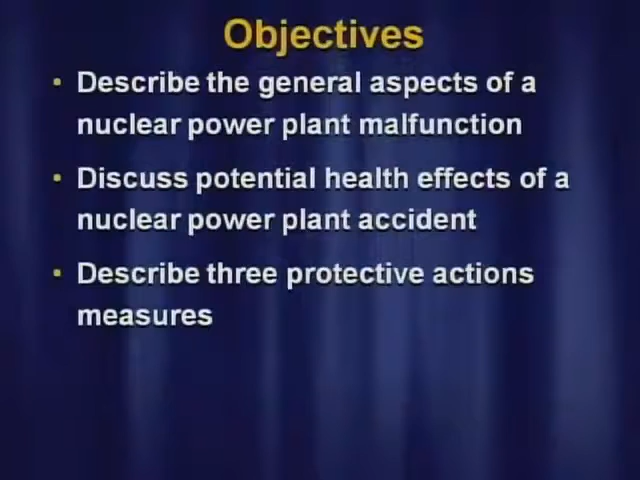 Objectives
• Describe the general aspects of a
nuclear power plant malfunction
• Discuss potential health effects of a
nuclear power plant accident
• Describe three protective actions
measures